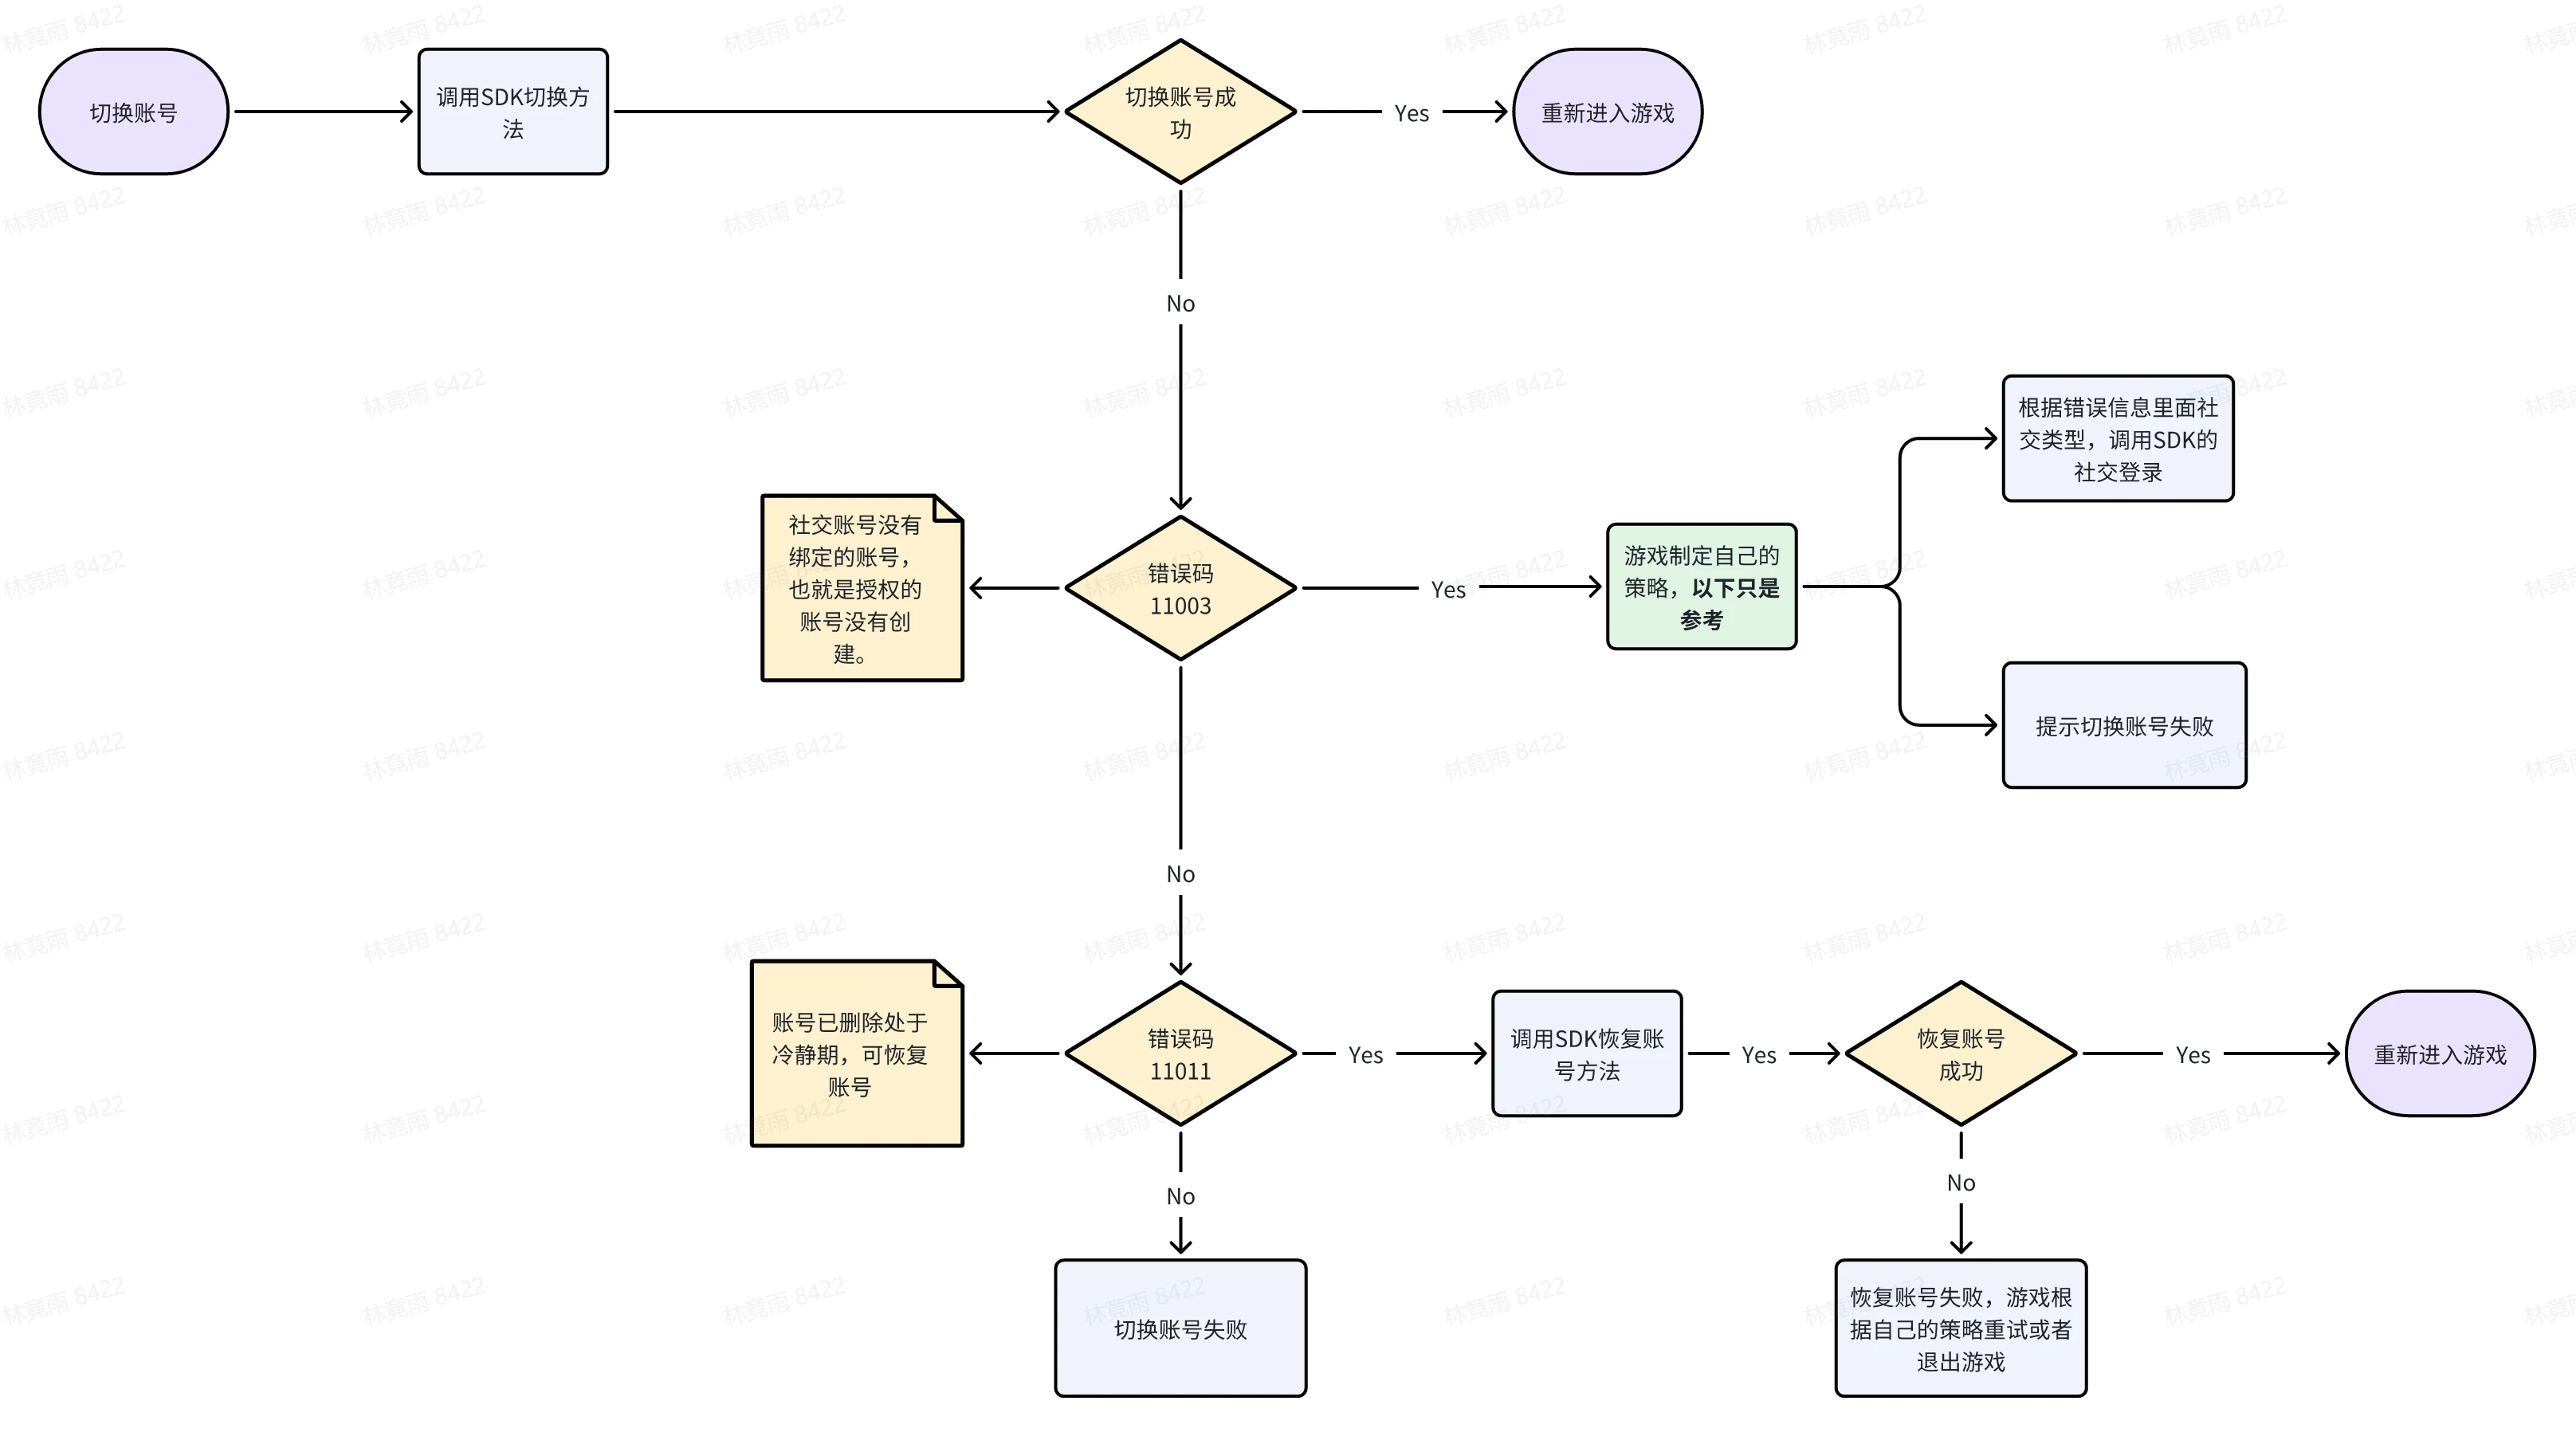 切换账号
调用SDK切换方
法
切换账号成
功
Yes
重新进入游戏
No
社交账号没有
绑定的账号，
也就是授权的
账号没有创
建。
错误码
11003
Yes
游戏制定自己的
策略，以下只是
参考
根据错误信息里面社
交类型，调用SDK的
社交登录
提示切换账号失败
No
账号已删除处于
冷静期，可恢复
账号
错误码
11011
Yes
调用SDK恢复账
号方法
Yes
恢复账号
成功
Yes
重新进入游戏
No
No
切换账号失败
恢复账号失败，游戏根
据自己的策略重试或者
退出游戏
林竟雨 8422